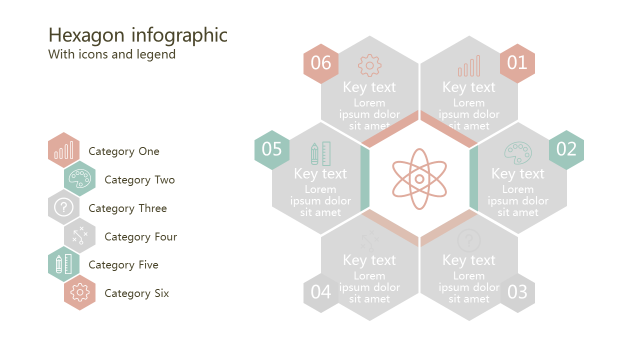 Hexagon infographic
With icons and legend
Category One
Category Two
Category Three
Category Four
Category Five
Category Six
06
Key text
Lorem
ipsum dolor
sit amet
01
Key text
Lorem
ipsum dolor
sit amet
05
Key text
Lorem
ipsum dolor
sit amet
02
Key text
Lorem
ipsum dolor
sit amet
04
Key text
Lorem
ipsum dolor
sit amet
03
Key text
Lorem
ipsum dolor
sit amet